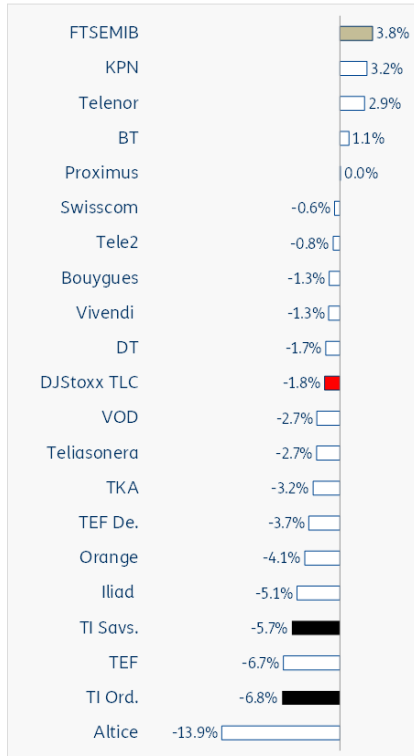 FTSEMIB 3.8%
KPN 3.2%
Telenor 2.9%
BT 1.1%
Proximus 0.0%
Swisscom -0.6%
Tele2 -0.8%
Bouygues -1.3%
Vivendi -1.3%
DT -1.7%
DJStoxx TLC -1.8%
VOD -2.7%
Teliasonera -2.7%
TKA -3.2%
TEF De. -3.7%
Orange -4.1%
Iliad -5.1%
TI Savs. -5.7%
TEF -6.7%
TI Ord. -6.8%
Altice -13.9%